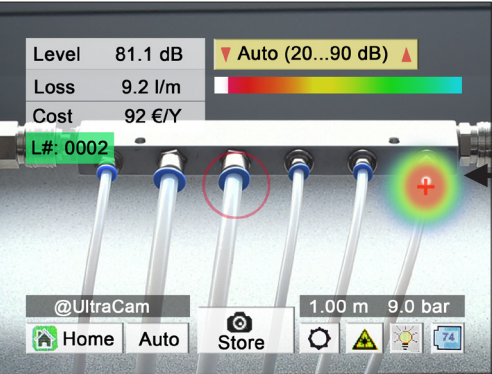 Level 81.1 dB
▼ Auto (20...90 dB) ▲
Loss 9.2 l/m
Cost 92 €/Y
L#: 0002
@UltraCam
1.00 m 9.0 bar
Home
Auto
Store
74